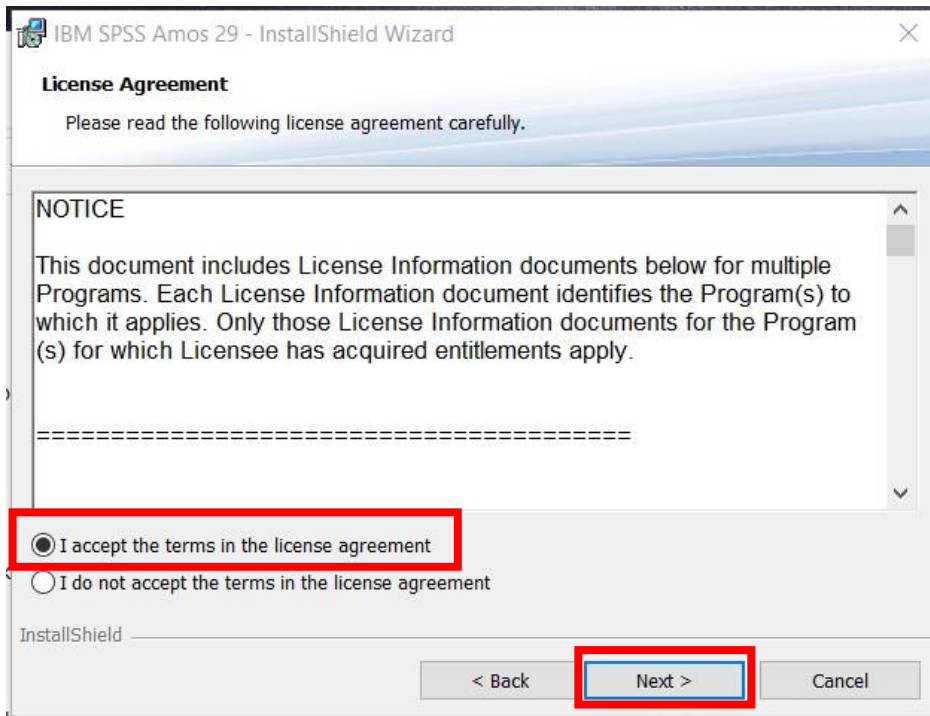 IBM SPSS Amos 29 - InstallShield Wizard
License Agreement
Please read the following license agreement carefully.
NOTICE
This document includes License Information documents below for multiple
Programs. Each License Information document identifies the Program(s) to
which it applies. Only those License Information documents for the Program
(s) for which Licensee has acquired entitlements apply.
==========================================
I accept the terms in the license agreement
I do not accept the terms in the license agreement
InstallShield
< Back
Next >
Cancel